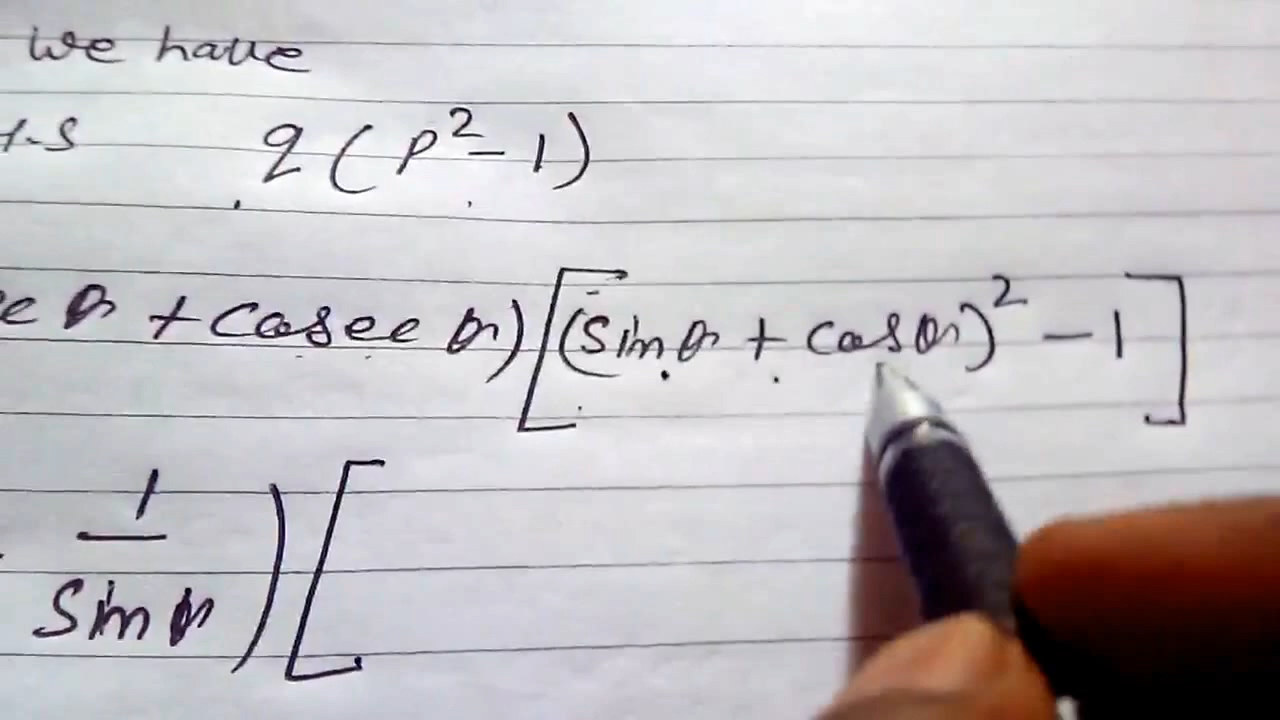 We have
H.S q(p²-1)
ec θ + cosec θ)[(sin θ + cos θ)² - 1]
1/sin θ)[